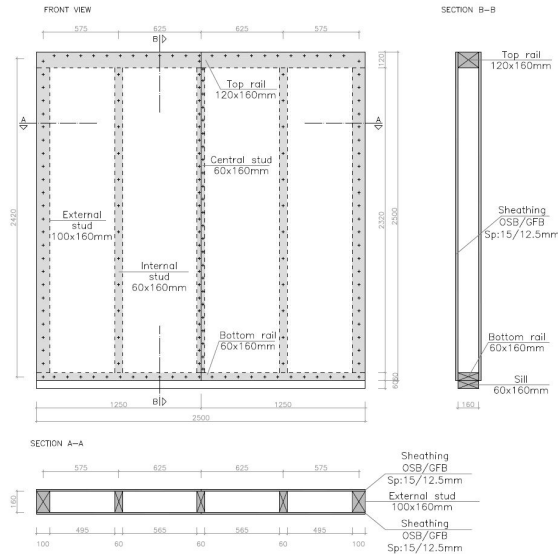 FRONT VIEW
SECTION B-B
575
625
625
575
B
Top rail
120x160mm
Top rail
120x160mm
120
A
A
Central stud
60x160mm
2420
2320
2500
External
stud
100x160mm
Internal
stud
60x160mm
Sheathing
OSB/GFB
Sp:15/12.5mm
Bottom rail
60x160mm
Bottom rail
60x160mm
Sill
60x160mm
60
60
1250
B
1250
2500
160
SECTION A-A
575
625
625
575
Sheathing
OSB/GFB
Sp:15/12.5mm
160
External stud
100x160mm
Sheathing
OSB/GFB
Sp:15/12.5mm
495
565
565
495
100
60
60
60
100